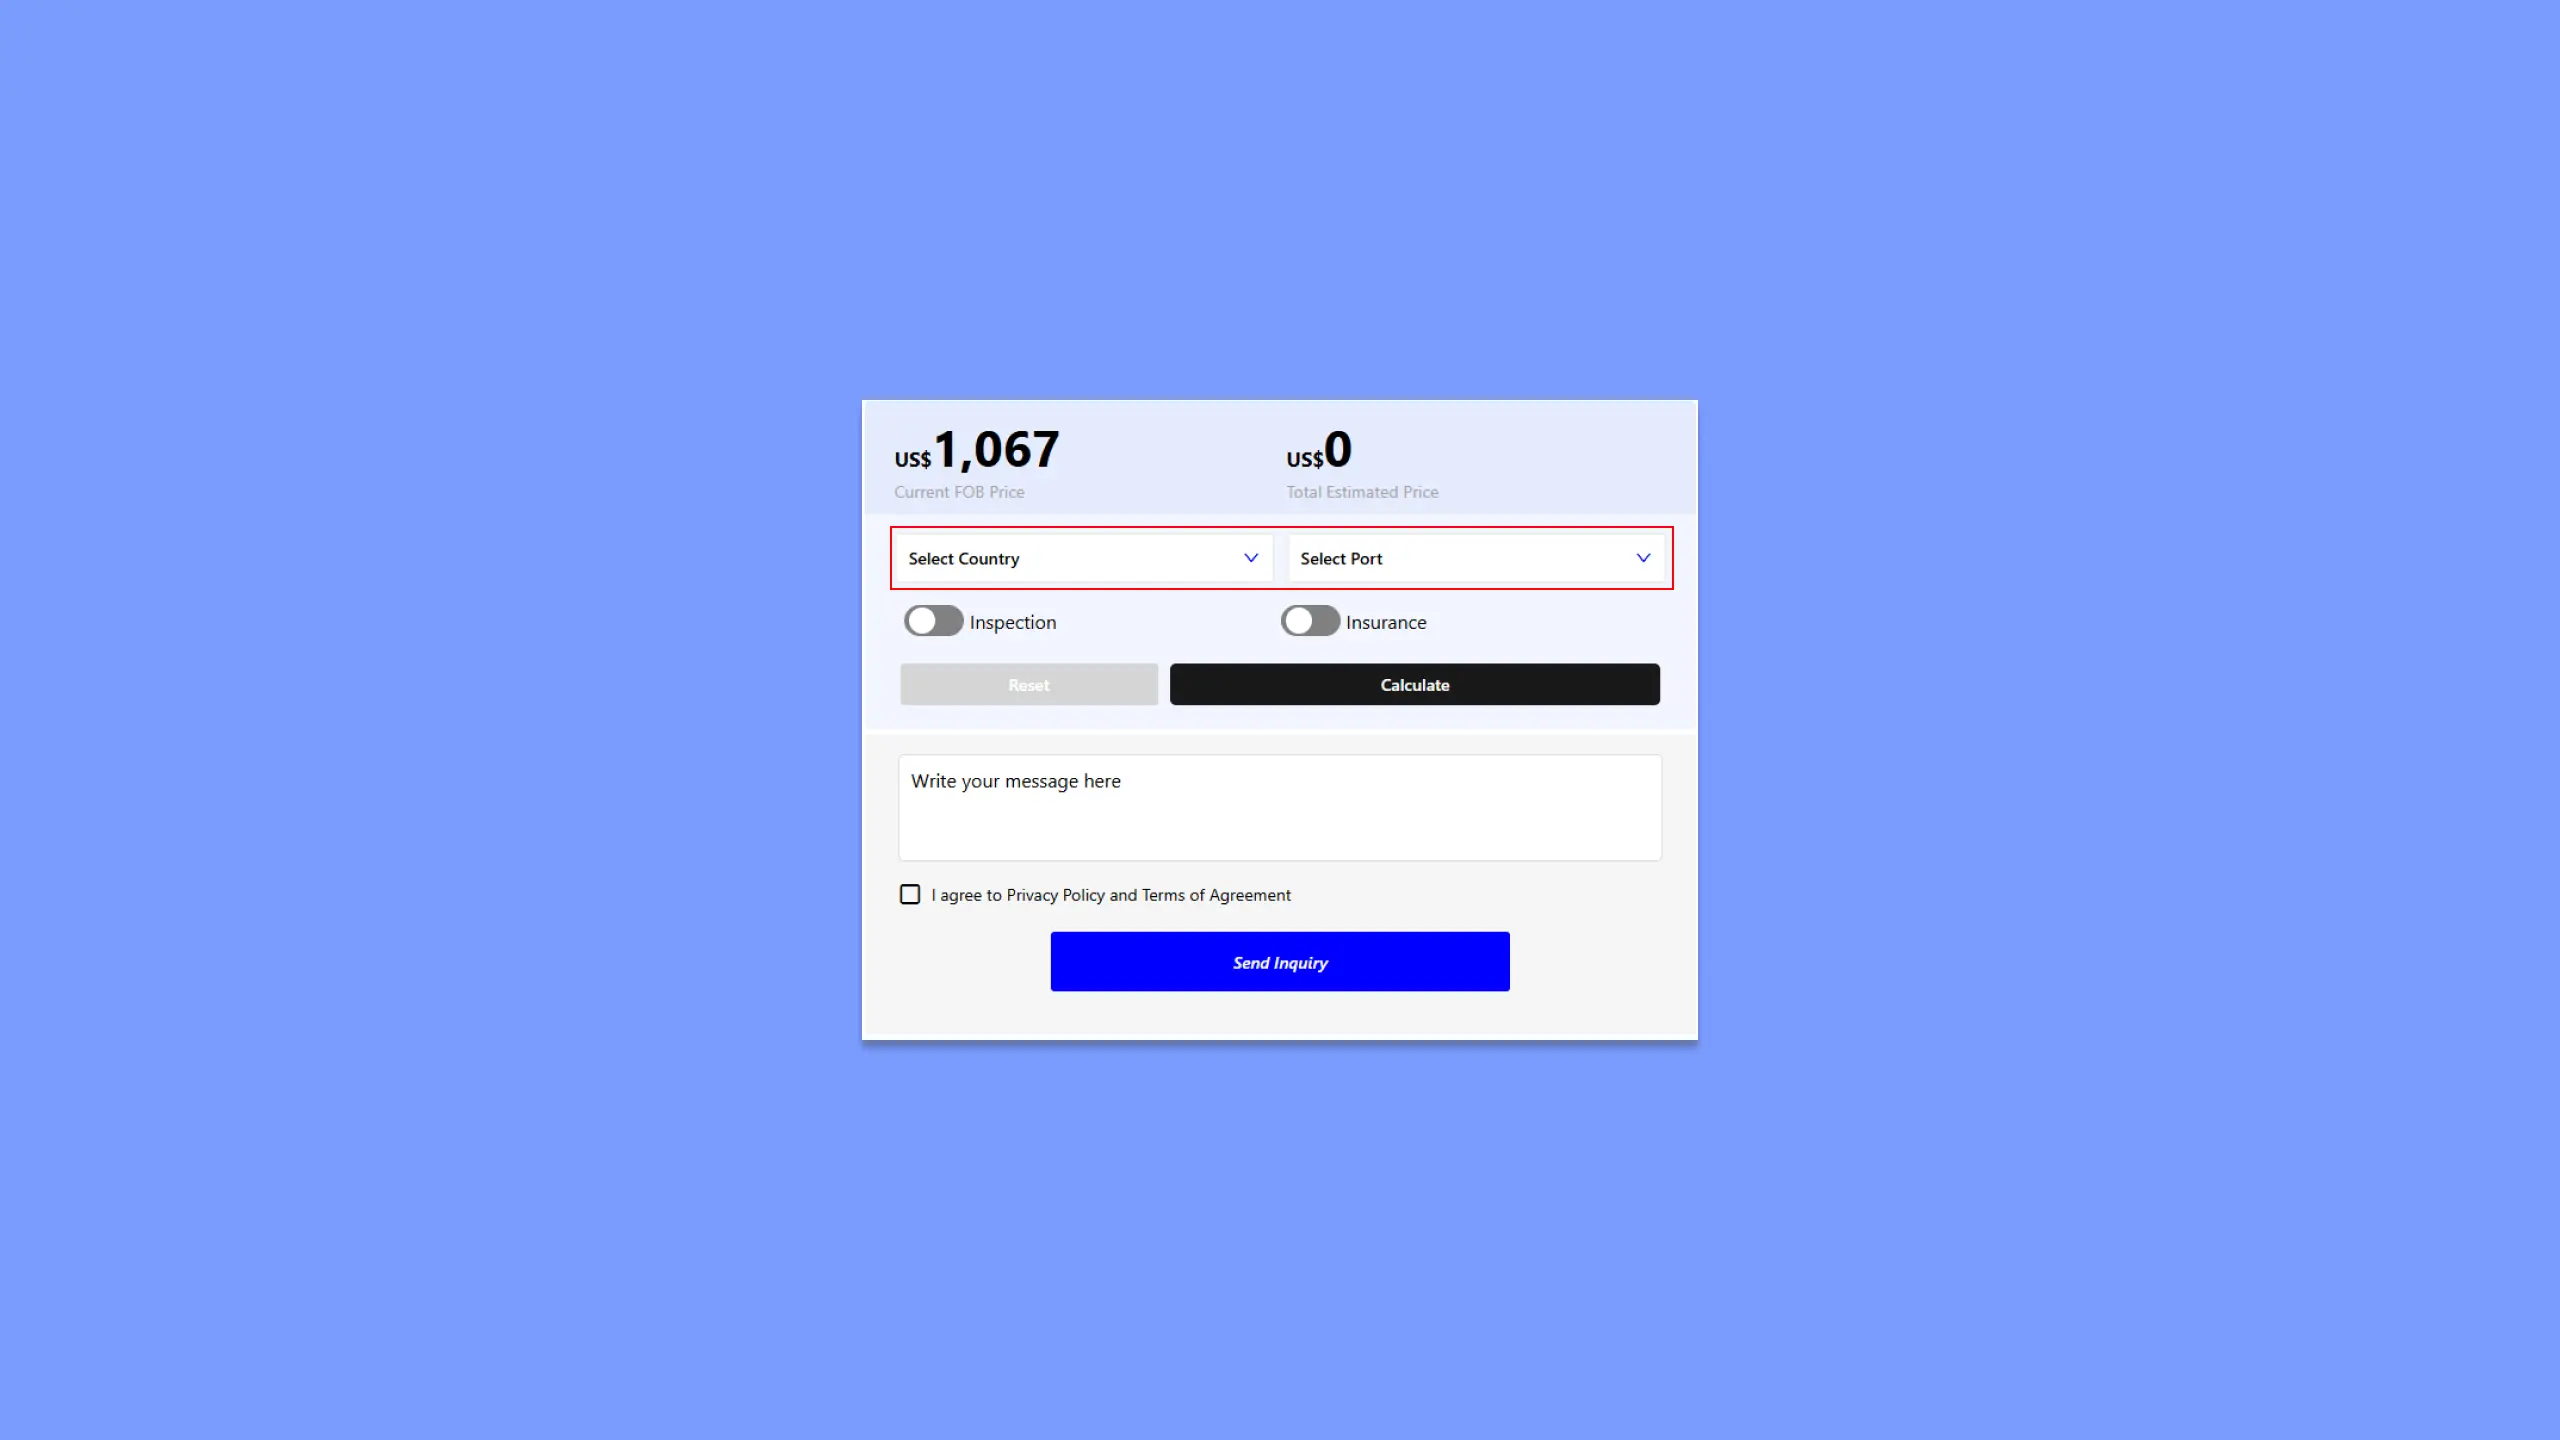 US$1,067
Current FOB Price
US$0
Total Estimated Price
Select Country
Select Port
Inspection
Insurance
Reset
Calculate
Write your message here
I agree to Privacy Policy and Terms of Agreement
Send Inquiry